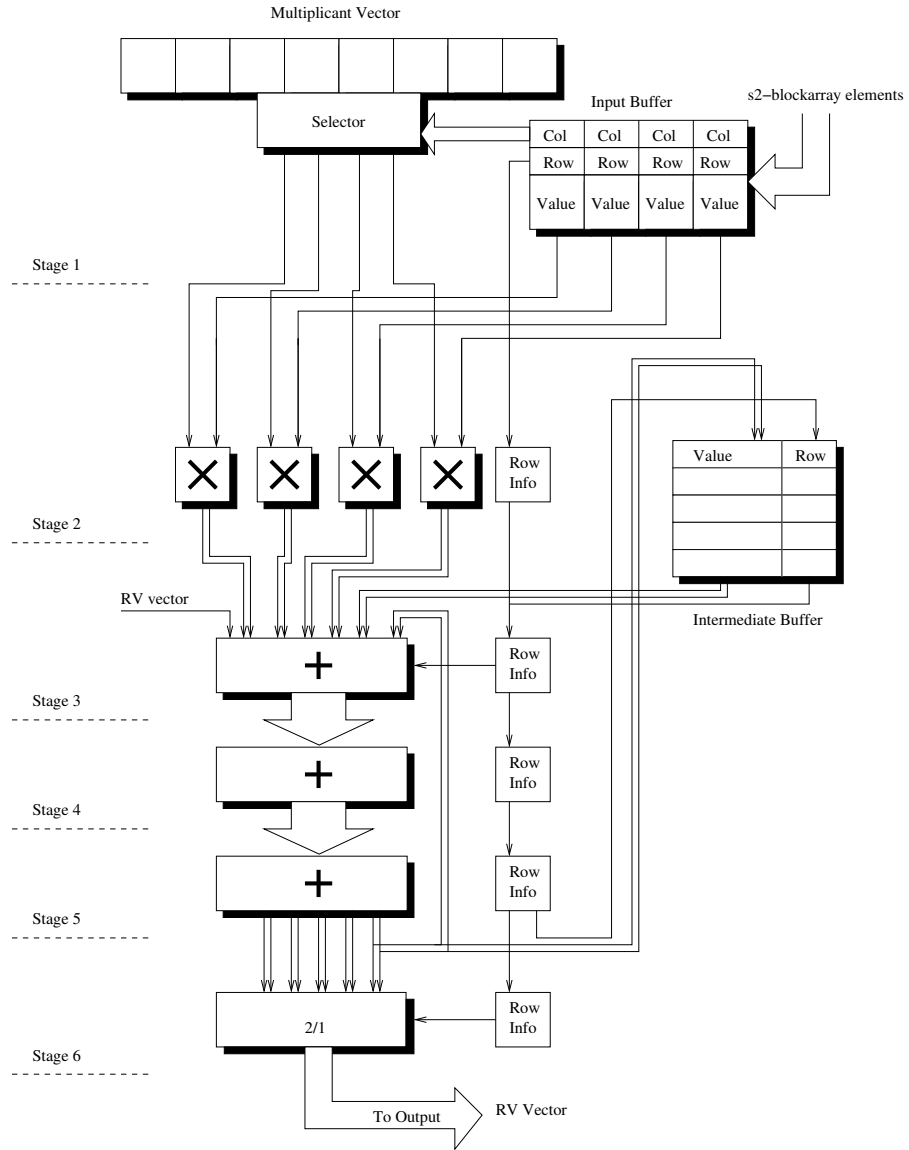 Multiplicant Vector
s2−blockarray elements
Input Buffer
Selector
Col Col Col Col
Row Row Row Row
Value Value Value Value
Stage 1
Value Row
Row
Info
Stage 2
RV vector
Intermediate Buffer
Row
Info
Stage 3
Row
Info
Stage 4
Row
Info
Stage 5
Row
Info
2/1
Stage 6
To Output
RV Vector